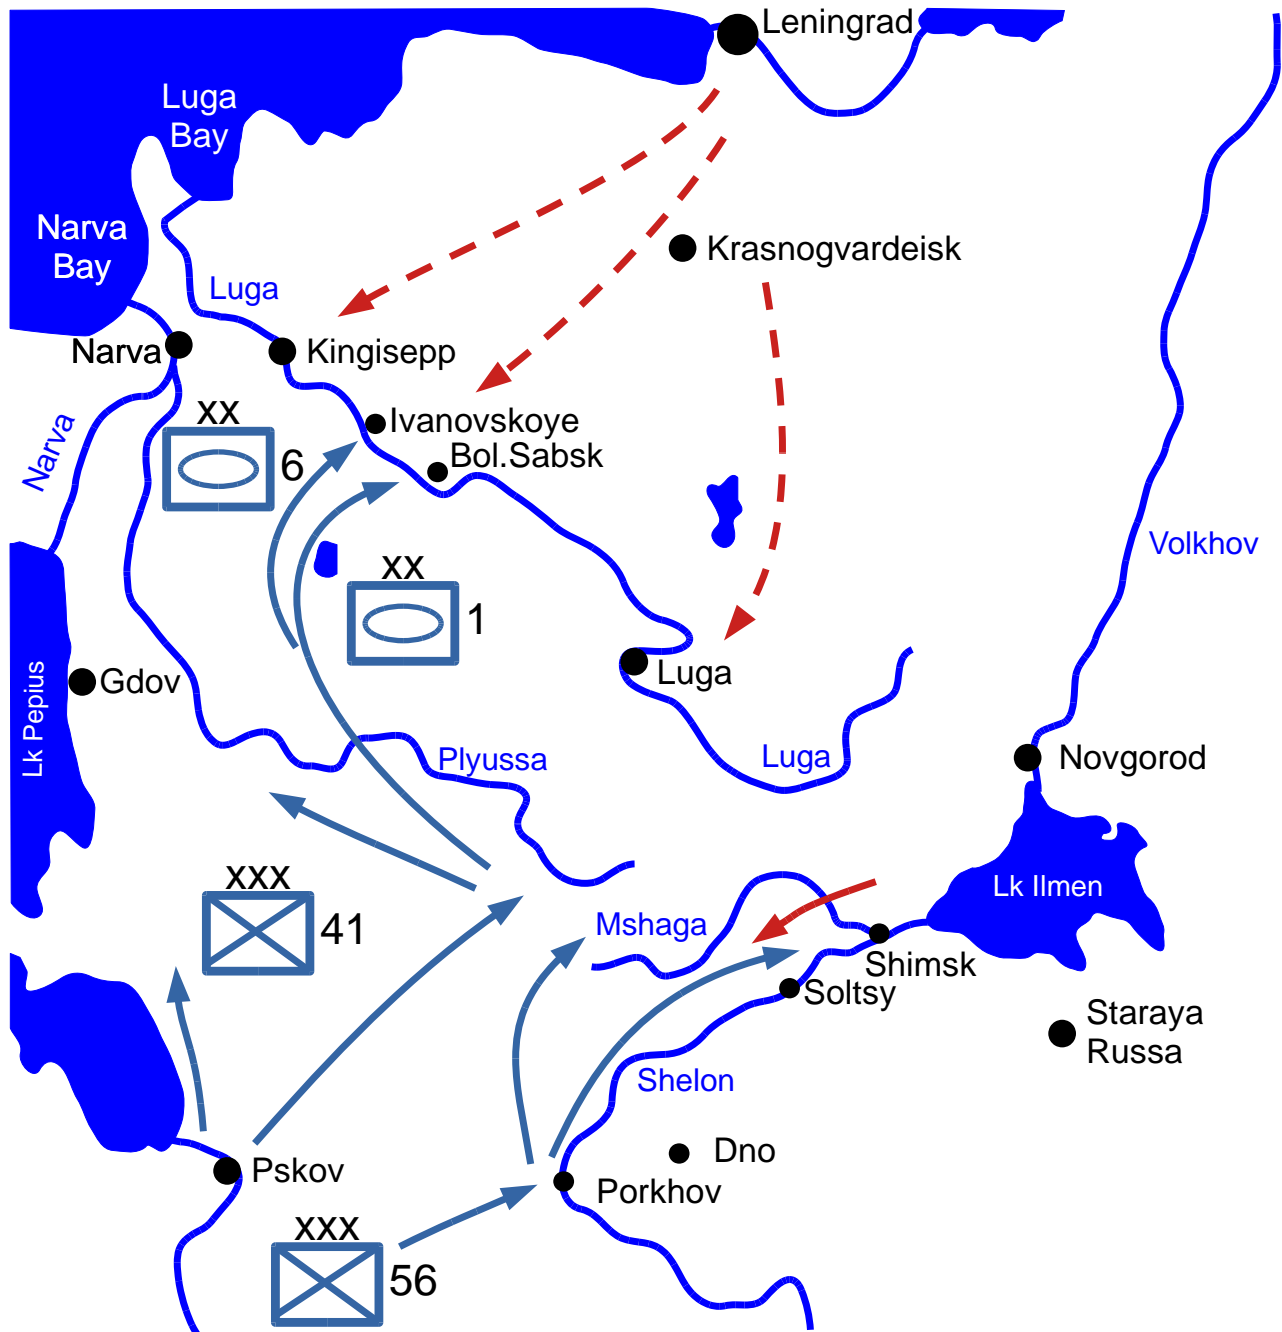 Leningrad
Luga
Bay
Narva
Bay
Krasnogvardeisk
Luga
Narva
Kingisepp
xx
6
Ivanovskoye
Bol.Sabsk
Narva
Volkhov
xx
1
Luga
Gdov
Lk Pepius
Plyussa
Luga
Novgorod
xxx
41
Lk Ilmen
Mshaga
Shimsk
Soltsy
Staraya
Russa
Shelon
Dno
Pskov
Porkhov
xxx
56